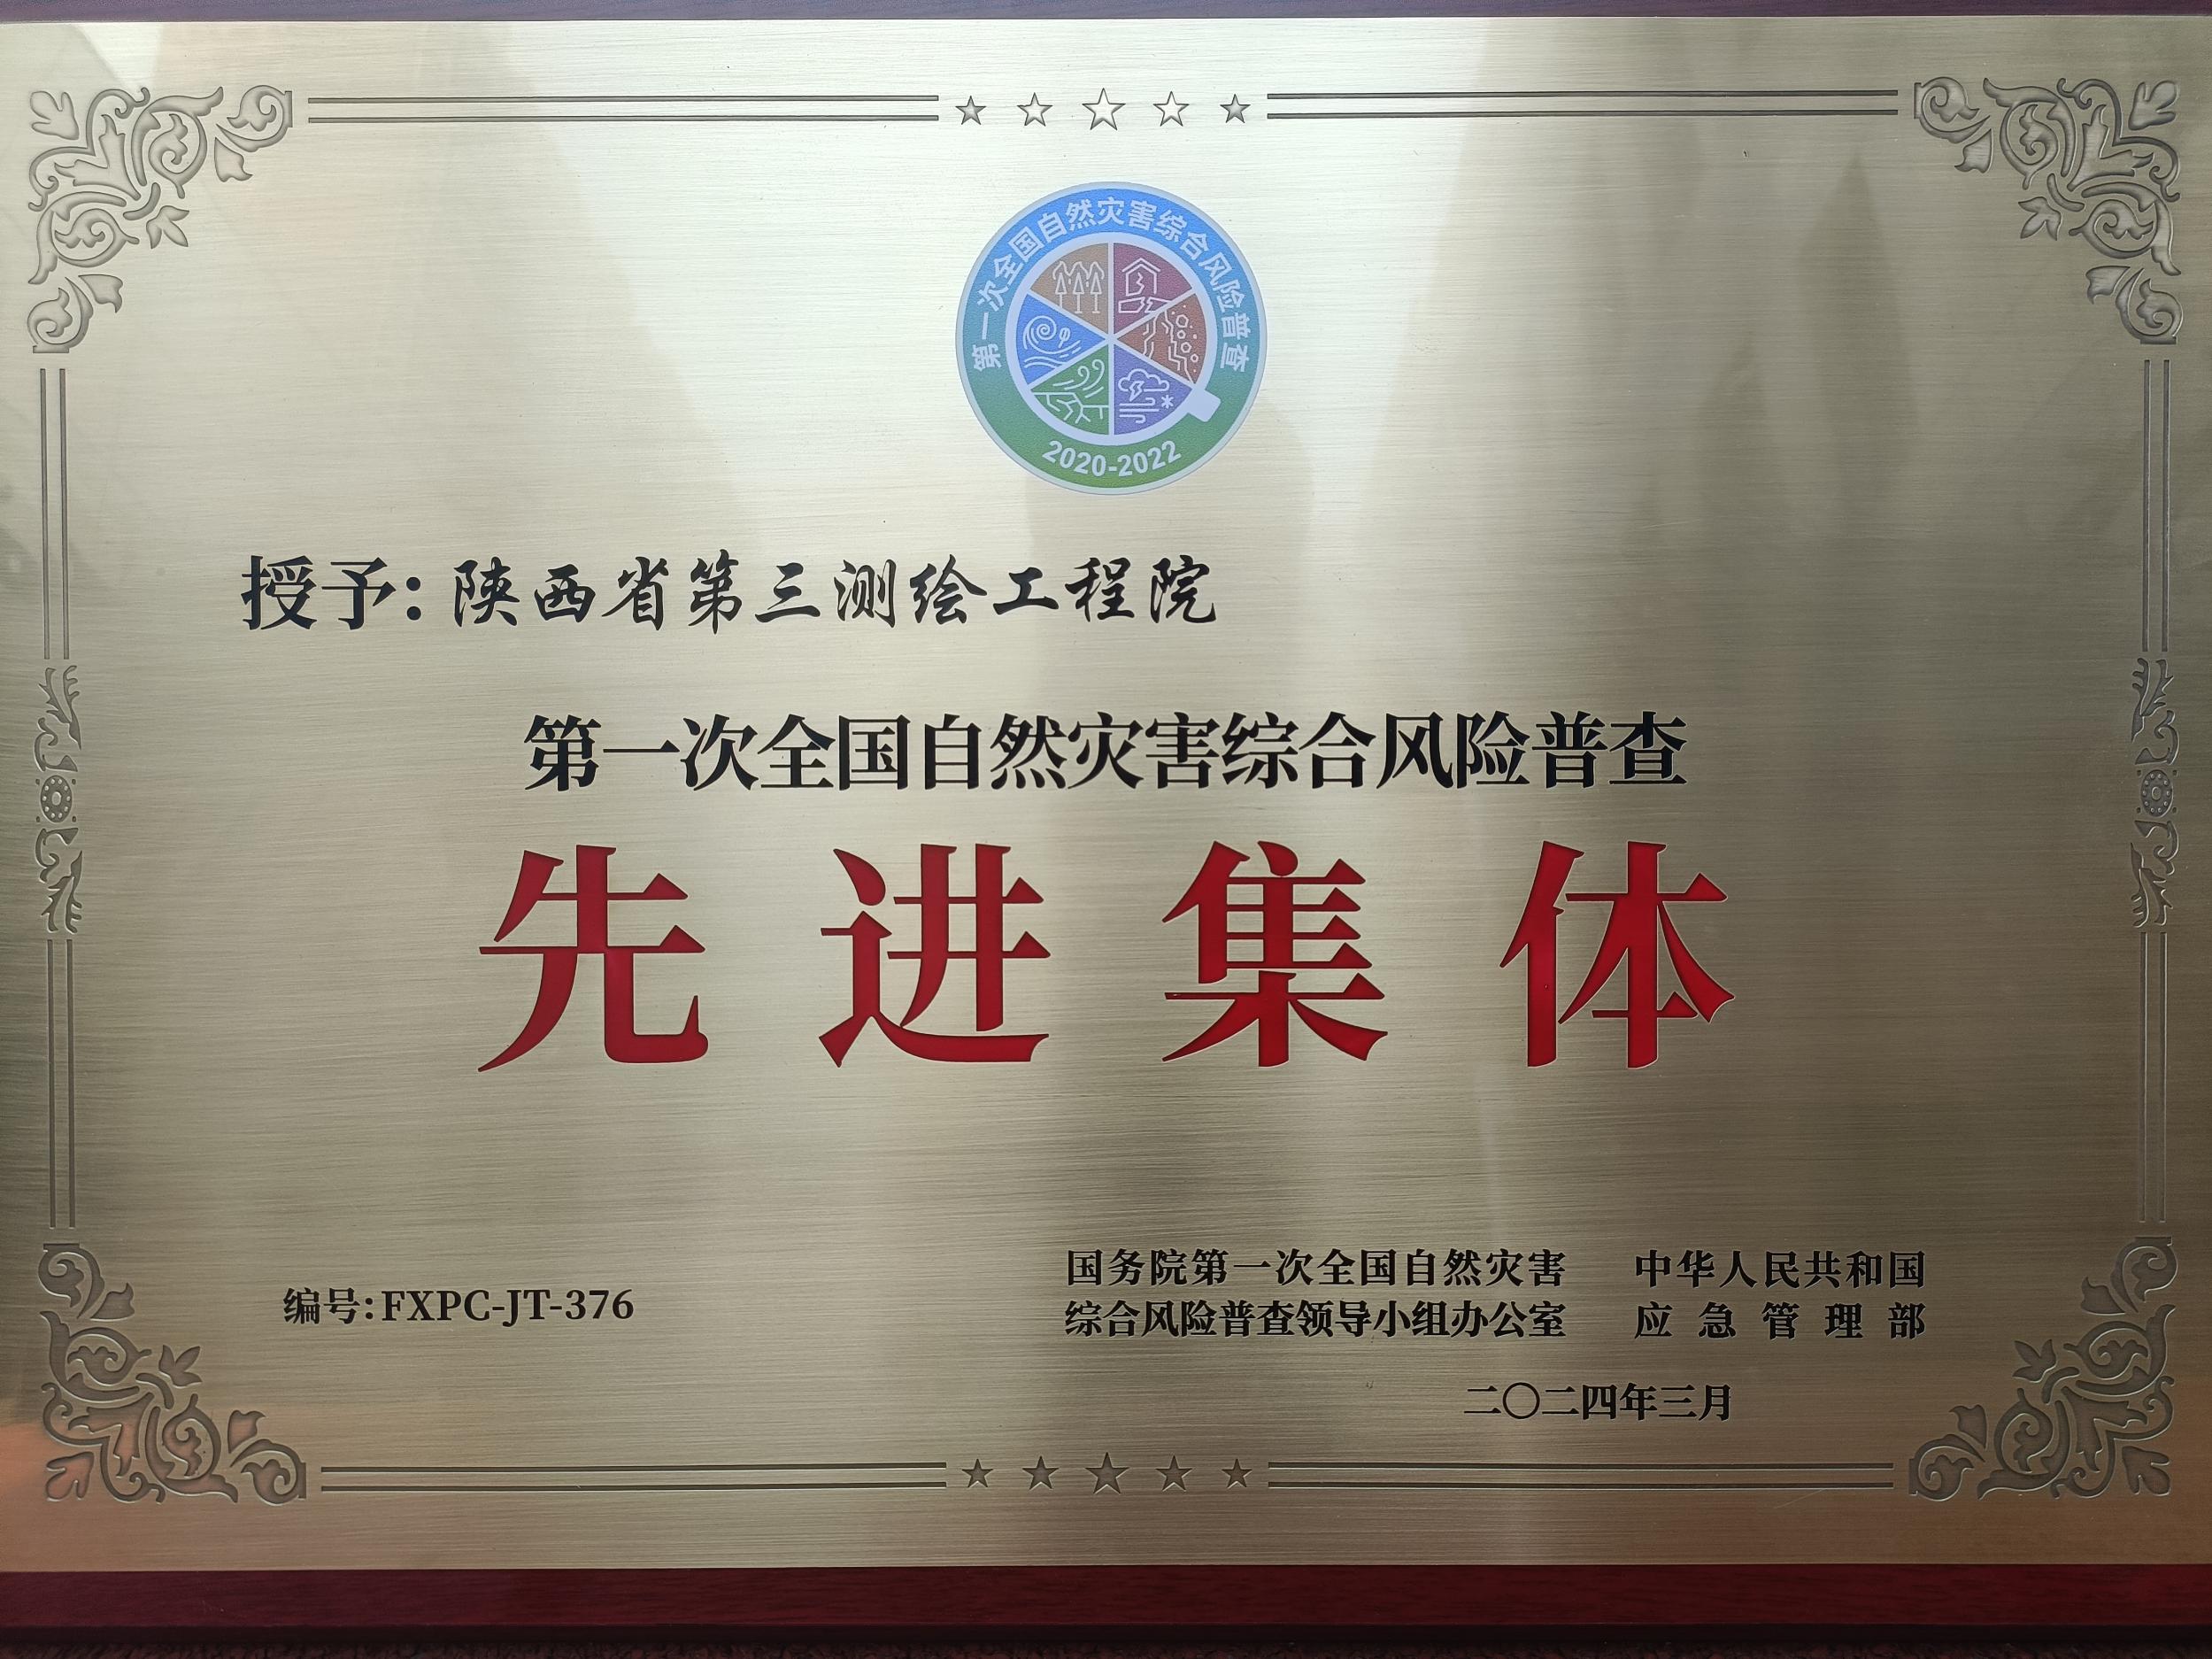 第一次全国自然灾害综合风险普查
2020-2022
授予：陕西省第三测绘工程院
第一次全国自然灾害综合风险普查
先进集体
编号：FXPC-JT-376
国务院第一次全国自然灾害
综合风险普查领导小组办公室
中华人民共和国
应急管理部
二〇二四年三月